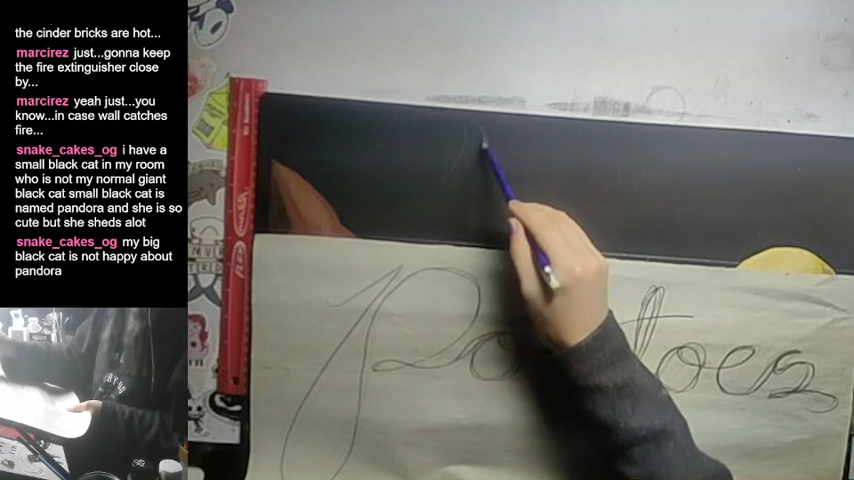 the cinder bricks are hot...
marcirez just...gonna keep
the fire extinguisher close
by...
marcirez yeah just...you
know...in case wall catches
fire...
snake_cakes_og i have a
small black cat in my room
who is not my normal giant
black cat small black cat is
named pandora and she is so
cute but she sheds alot
snake_cakes_og my big
black cat is not happy about
pandora